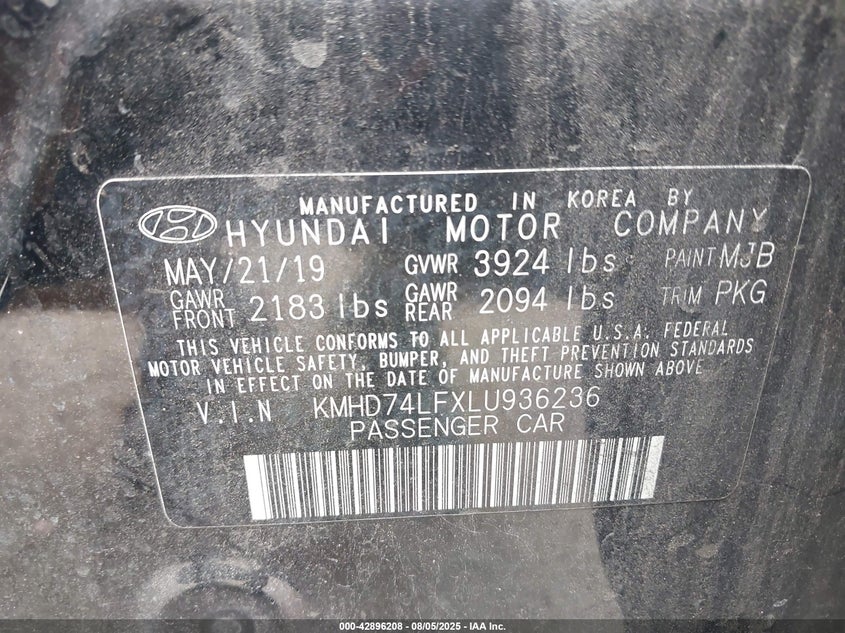 MANUFACTURED IN KOREA BY
HYUNDAI MOTOR COMPANY
MAY/21/19 GVWR 3924 lbs PAINT MJB
GAWR FRONT 2183 lbs GAWR REAR 2094 lbs TRIM PKG
THIS VEHICLE CONFORMS TO ALL APPLICABLE U.S.A. FEDERAL
MOTOR VEHICLE SAFETY, BUMPER, AND THEFT PREVENTION STANDARDS
IN EFFECT ON THE DATE OF MANUFACTURE SHOWN ABOVE
V.I.N KMHD74LFXLU936236
PASSENGER CAR
000-42896208 - 08/05/2025 - IAA Inc.